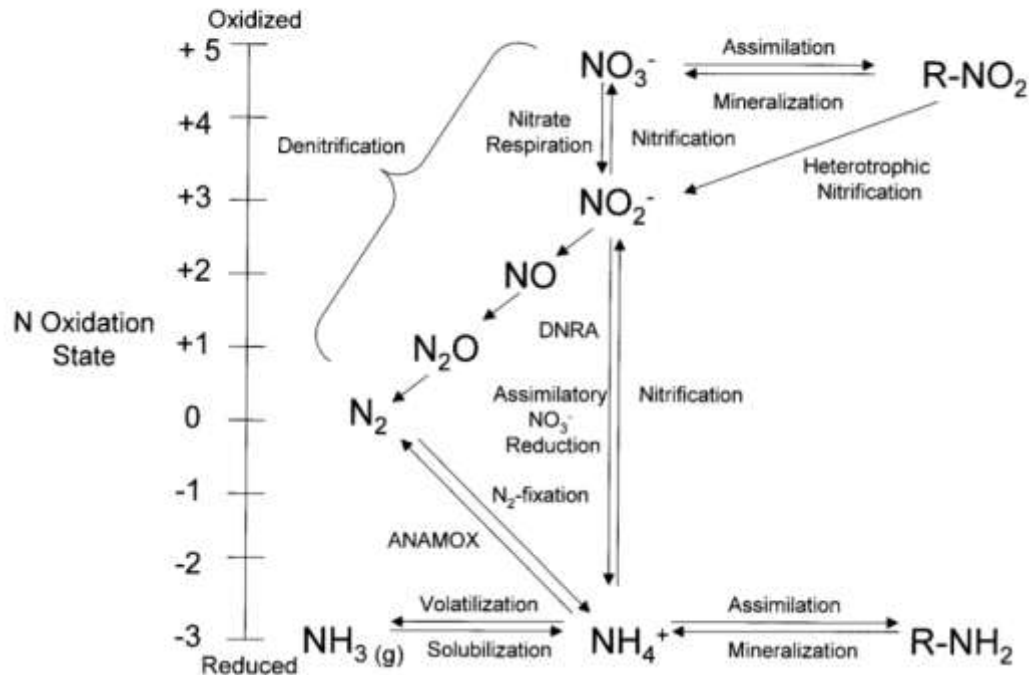 Oxidized
+ 5
NO₃⁻
Assimilation
R-NO₂
Mineralization
+4
Denitrification
Nitrate
Respiration
Nitrification
Heterotrophic
Nitrification
+3
NO₂⁻
+2
NO
N Oxidation
State
DNRA
+1
N₂O
Assimilatory
NO₃⁻
Reduction
Nitrification
0
N₂
-1
N₂-fixation
ANAMOX
-2
Volatilization
Assimilation
-3
NH₃ (g)
NH₄⁺
R-NH₂
Reduced
Solubilization
Mineralization